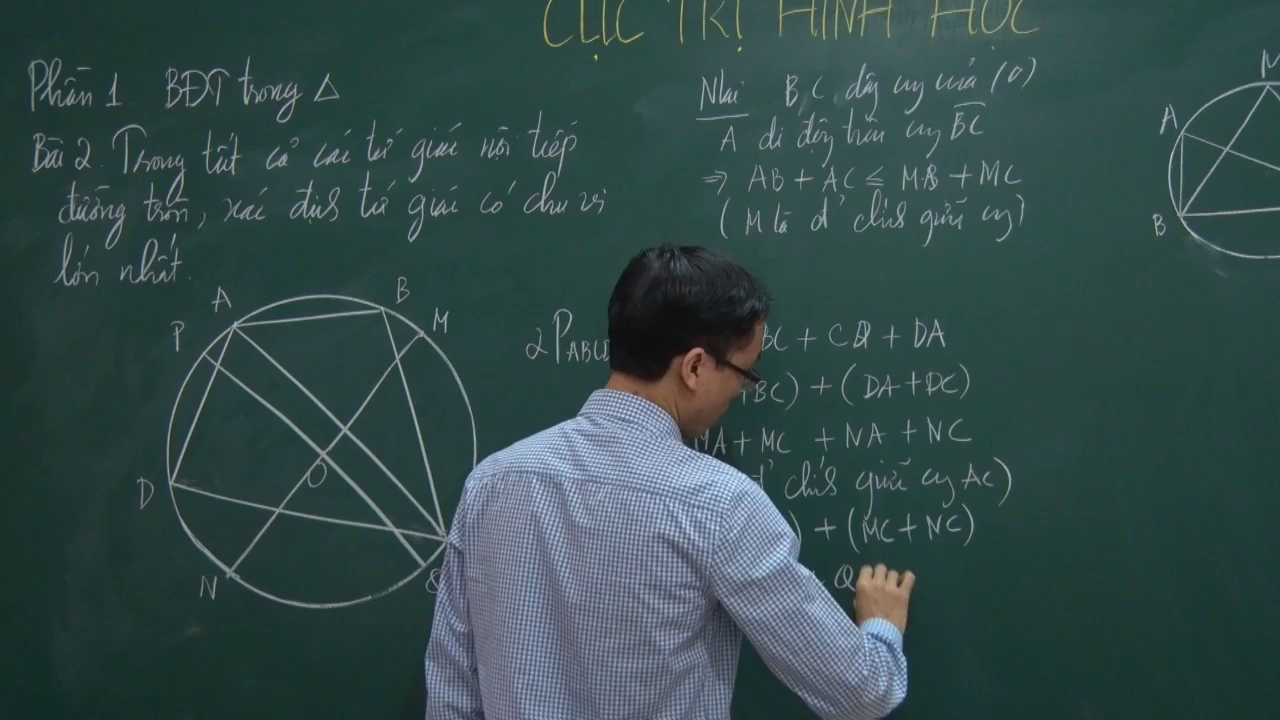 CỰC TRỊ HÌNH HỌC
Phần 1. BĐT trong △
Bài 2. Trong tất cả các tứ giác nội tiếp
đường tròn, xác định tứ giác có chu vi
lớn nhất.
Nhắc BC dây cung của (O)
A di động trên cung BC
⇒ AB + AC ≤ MB + MC
(M là đ' chính giữa cung)
2P_ABCD BC + CD + DA
+BC) + (DA + DC)
MA + MC + NA + NC
đ' chính giữa cung AC)
) + (MC + NC)
Q
A
B
M
P
O
D
N
M
A
B